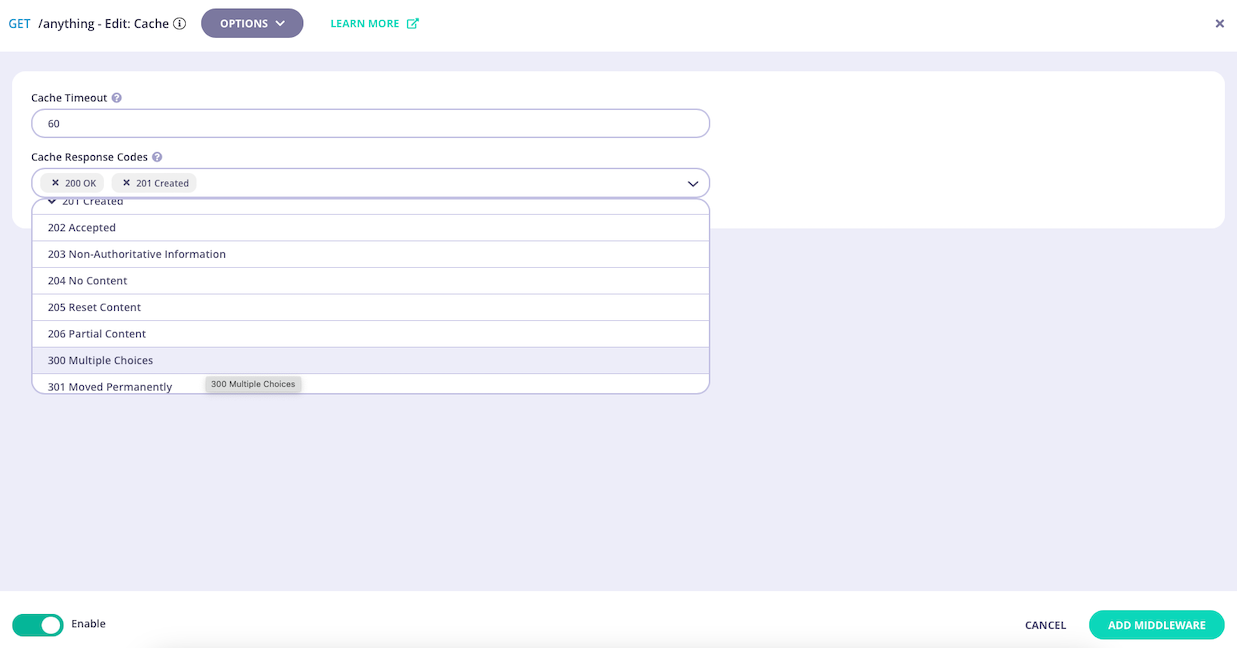 GET /anything - Edit: Cache OPTIONS LEARN MORE
Cache Timeout
60
Cache Response Codes
200 OK 201 Created
201 Created
202 Accepted
203 Non-Authoritative Information
204 No Content
205 Reset Content
206 Partial Content
300 Multiple Choices
300 Multiple Choices
301 Moved Permanently
Enable CANCEL ADD MIDDLEWARE